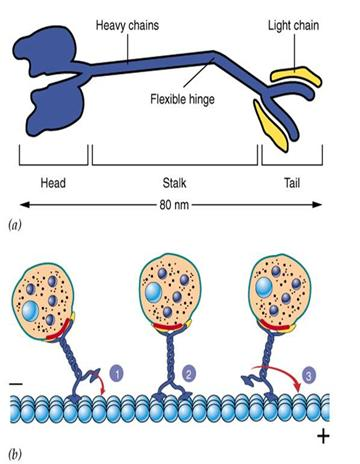 Heavy chains
Light chain
Flexible hinge
Head
Stalk
Tail
80 nm
(a)
1
2
3
−
+
(b)